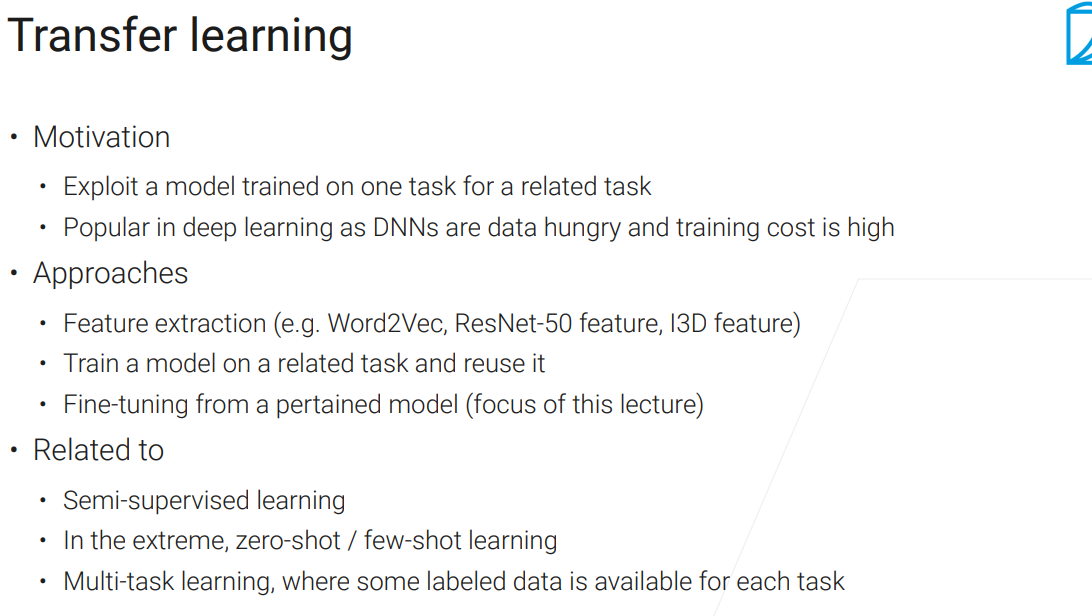 Transfer learning
• Motivation
• Exploit a model trained on one task for a related task
• Popular in deep learning as DNNs are data hungry and training cost is high
• Approaches
• Feature extraction (e.g. Word2Vec, ResNet-50 feature, I3D feature)
• Train a model on a related task and reuse it
• Fine-tuning from a pertained model (focus of this lecture)
• Related to
• Semi-supervised learning
• In the extreme, zero-shot / few-shot learning
• Multi-task learning, where some labeled data is available for each task